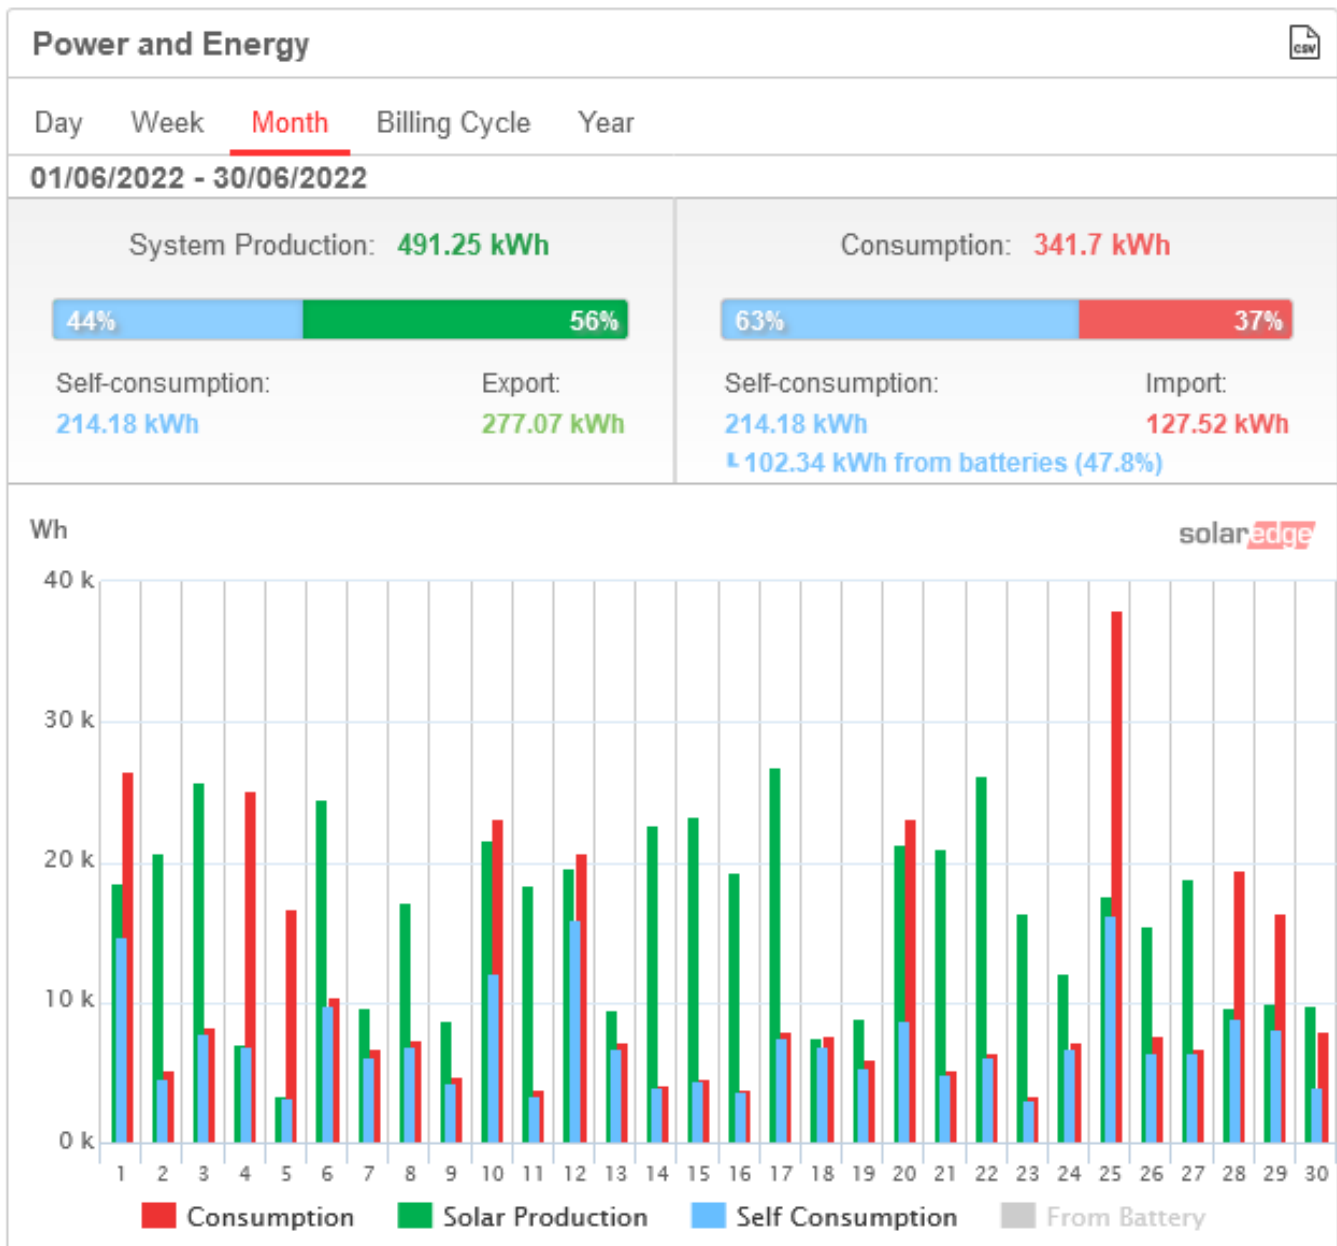 Power and Energy
CSV
Day Week Month Billing Cycle Year
01/06/2022 - 30/06/2022
System Production: 491.25 kWh
44% 56%
Self-consumption: Export:
214.18 kWh 277.07 kWh
Consumption: 341.7 kWh
63% 37%
Self-consumption: Import:
214.18 kWh 127.52 kWh
102.34 kWh from batteries (47.8%)
Wh
solaredge
40 k
30 k
20 k
10 k
0 k
1 2 3 4 5 6 7 8 9 10 11 12 13 14 15 16 17 18 19 20 21 22 23 24 25 26 27 28 29 30
Consumption Solar Production Self Consumption From Battery